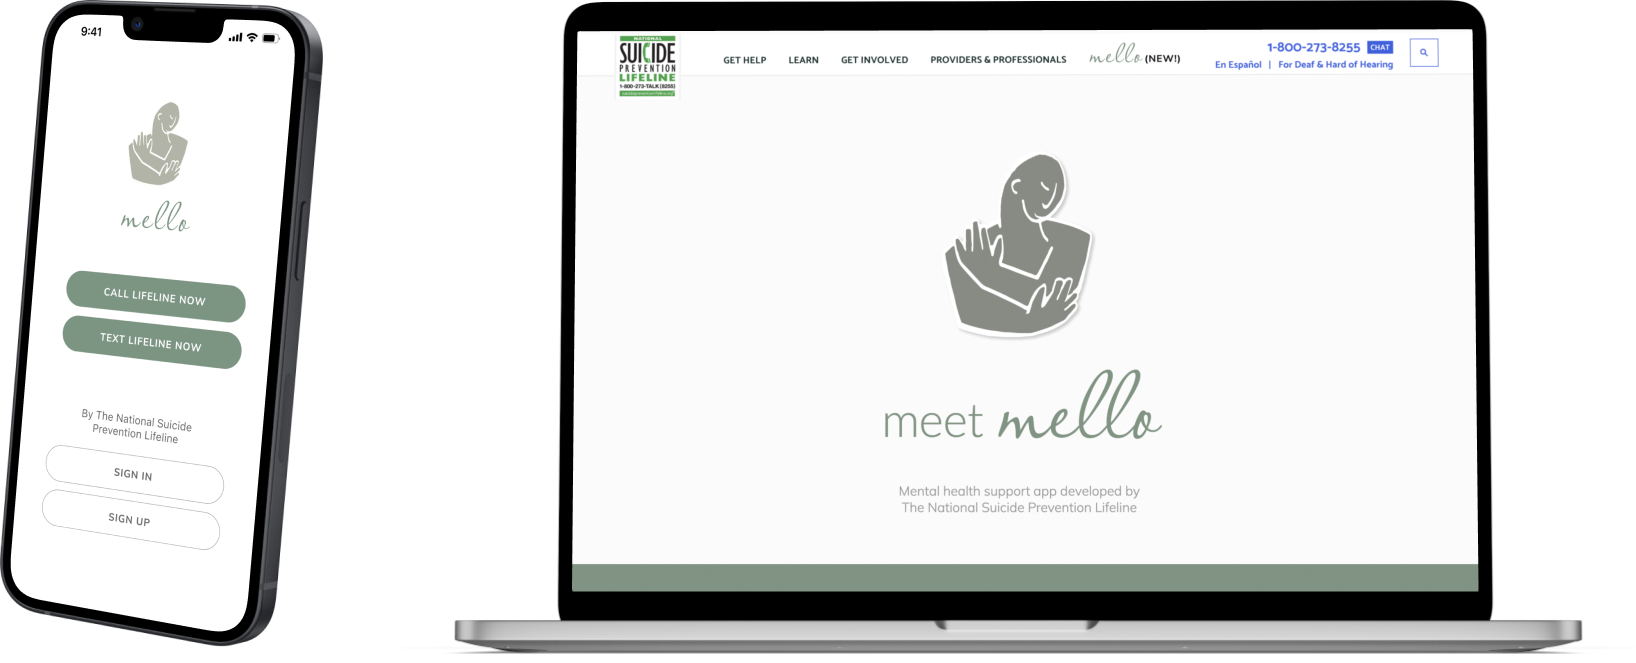 9:41
mello
CALL LIFELINE NOW
TEXT LIFELINE NOW
By The National Suicide
Prevention Lifeline
SIGN IN
SIGN UP
NATIONAL
SUICIDE
PREVENTION
LIFELINE
1-800-273-TALK (8255)
GET HELP
LEARN
GET INVOLVED
PROVIDERS & PROFESSIONALS
mello (NEW!)
1-800-273-8255 CHAT
En Español | For Deaf & Hard of Hearing
meet mello
Mental health support app developed by
The National Suicide Prevention Lifeline